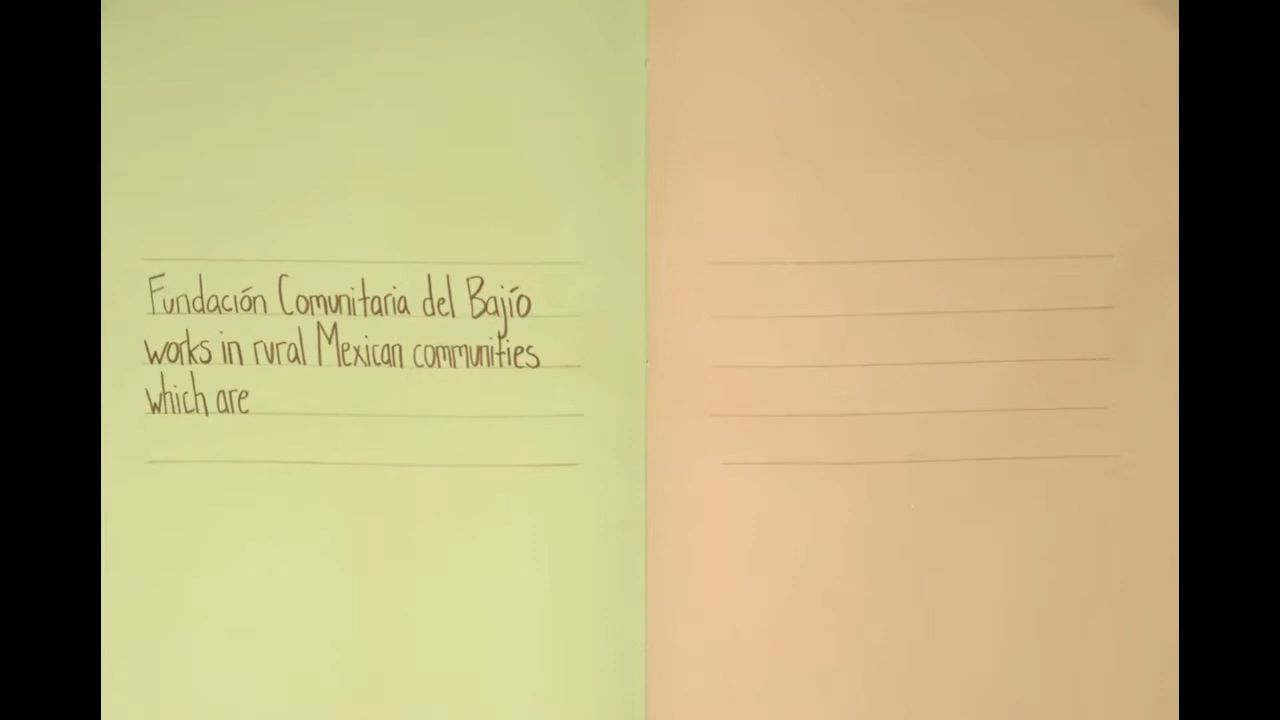 Fundación Comunitaria del Bajío
works in rural Mexican communities
which are